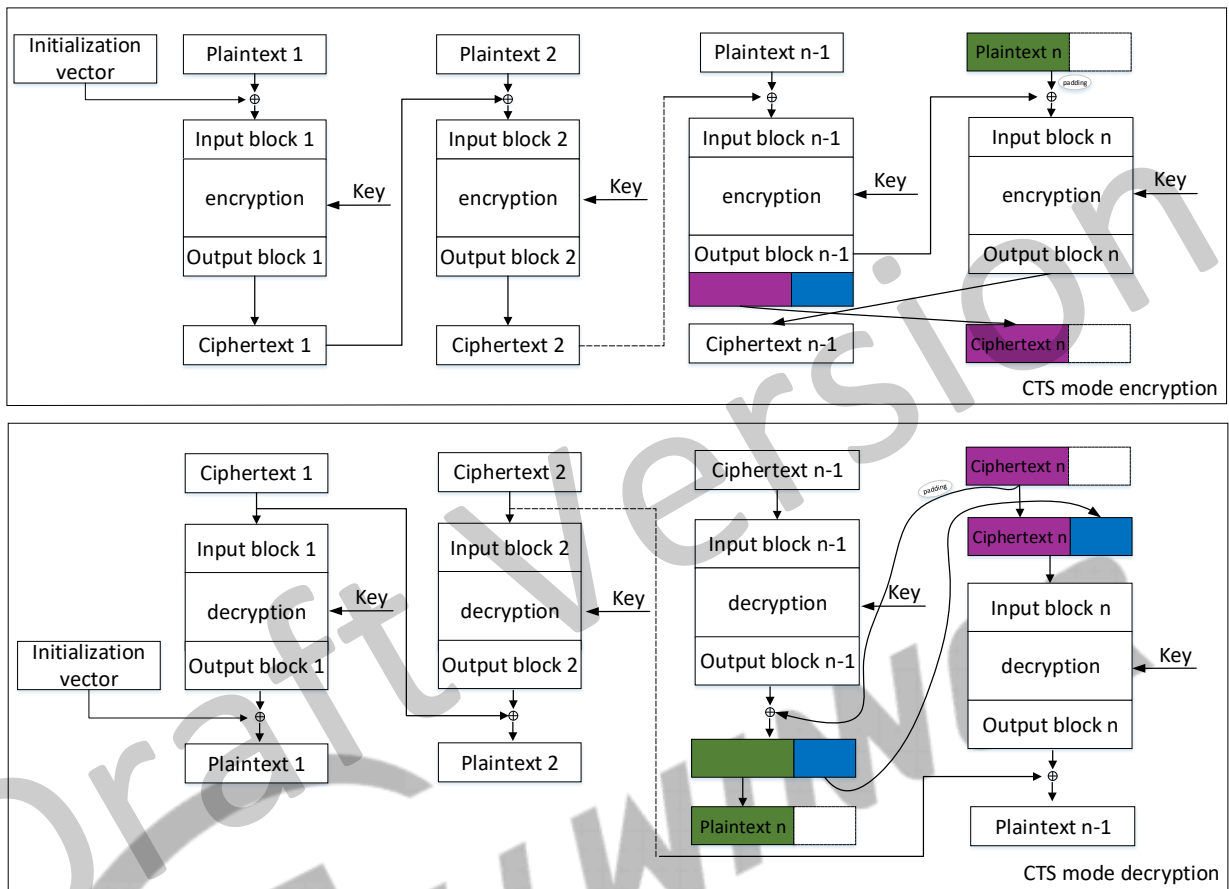 Initialization
vector
Plaintext 1
Plaintext 2
Plaintext n-1
Plaintext n
padding
Input block 1
Input block 2
Input block n-1
Input block n
encryption
Key
encryption
Key
encryption
Key
encryption
Key
Output block 1
Output block 2
Output block n-1
Output block n
Ciphertext 1
Ciphertext 2
Ciphertext n-1
Ciphertext n
CTS mode encryption
Ciphertext 1
Ciphertext 2
Ciphertext n-1
Ciphertext n
padding
Ciphertext n
Input block 1
Input block 2
Input block n-1
Input block n
decryption
Key
decryption
Key
decryption
Key
decryption
Key
Initialization
vector
Output block 1
Output block 2
Output block n-1
Output block n
Plaintext 1
Plaintext 2
Plaintext n
Plaintext n-1
CTS mode decryption
Draft Version